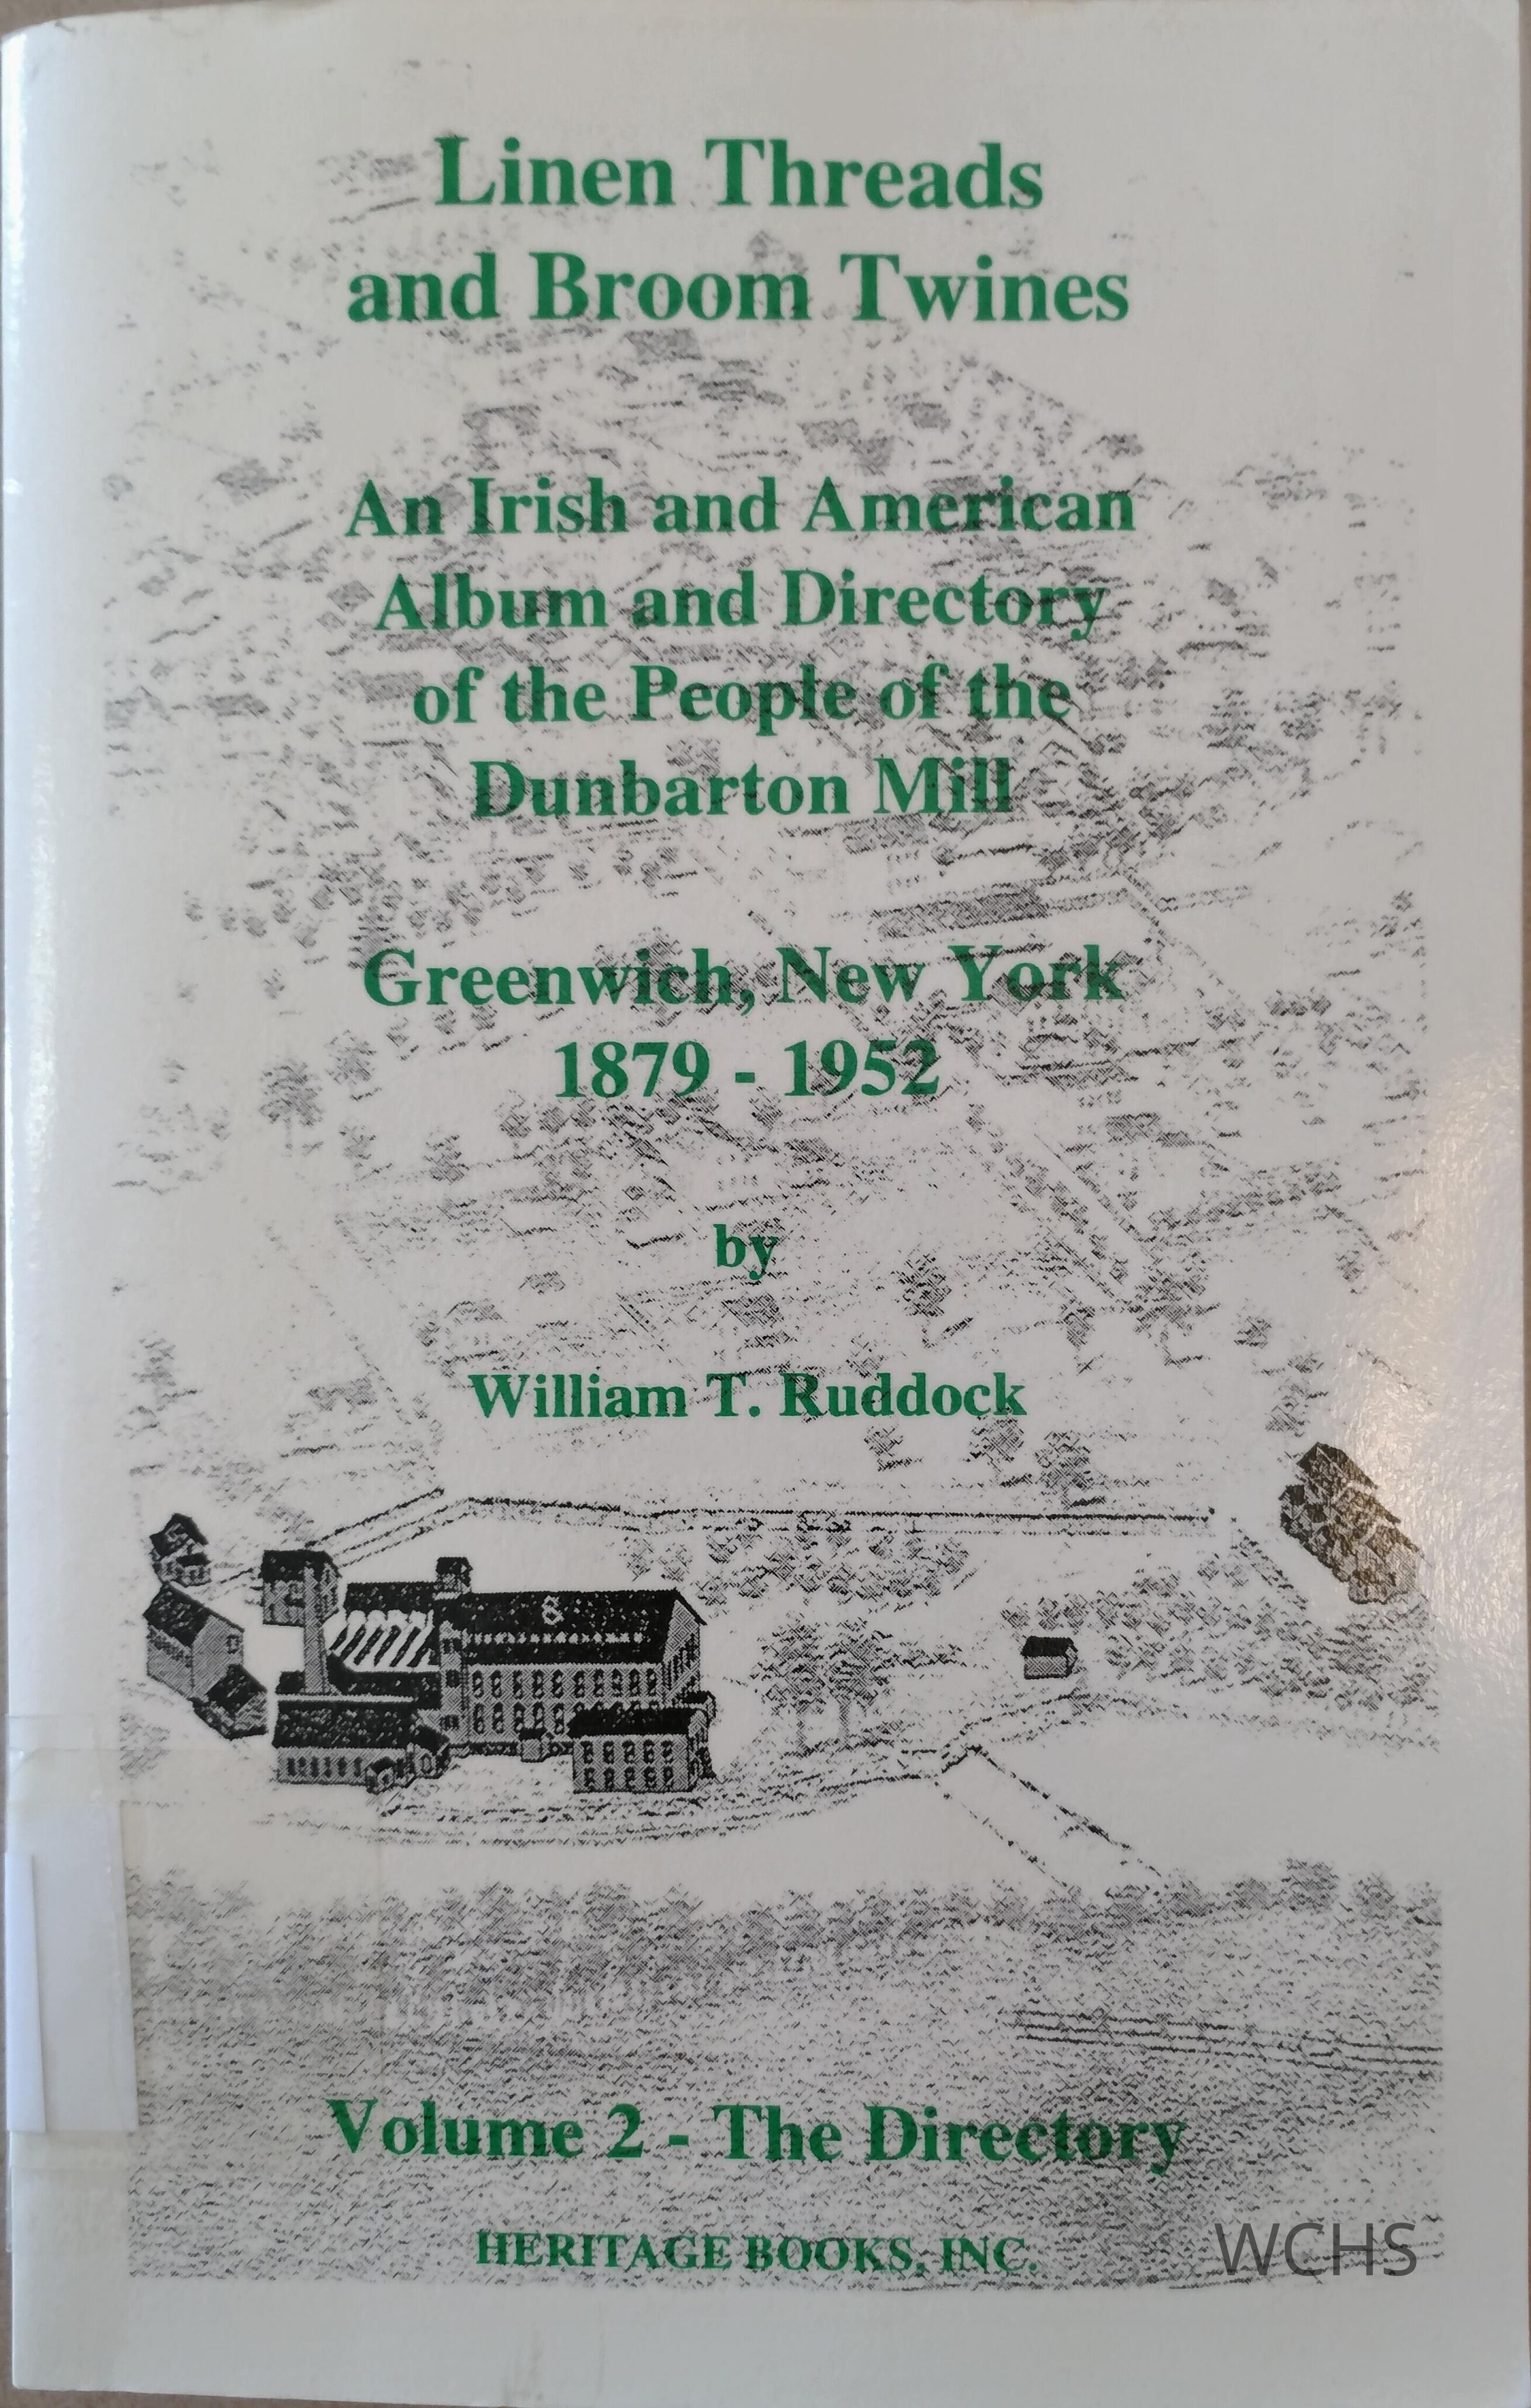 Linen Threads
and Broom Twines
An Irish and American
Album and Directory
of the People of the
Dunbarton Mill
Greenwich, New York
1879 - 1952
by
William T. Ruddock
8
Volume 2 - The Directory
HERITAGE BOOKS, INC.
WCHS